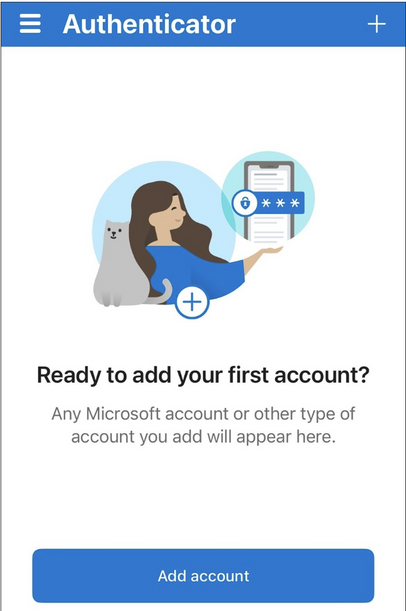 Authenticator
***
Ready to add your first account?
Any Microsoft account or other type of
account you add will appear here.
Add account